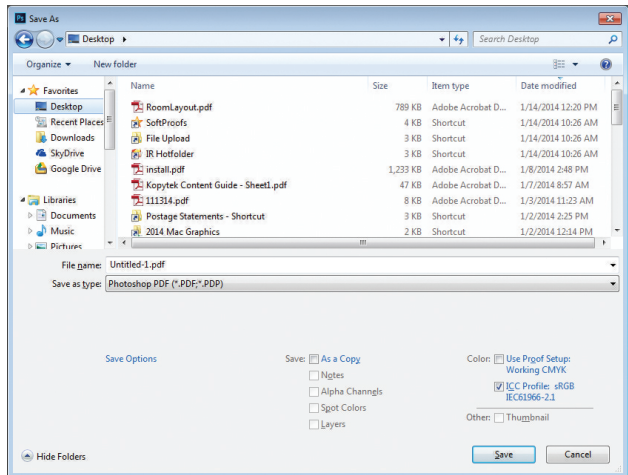 Ps Save As
Desktop
Search Desktop
Organize New folder
Name Size Item type Date modified
Favorites
Desktop
Recent Places
Downloads
SkyDrive
Google Drive
Libraries
Documents
Music
Pictures
RoomLayout.pdf 789 KB Adobe Acrobat D... 1/14/2014 12:20 PM
SoftProofs 4 KB Shortcut 1/14/2014 10:26 AM
File Upload 3 KB Shortcut 1/14/2014 10:26 AM
IR Hotfolder 3 KB Shortcut 1/14/2014 10:26 AM
install.pdf 1,233 KB Adobe Acrobat D... 1/8/2014 2:48 PM
Kopytek Content Guide - Sheet1.pdf 47 KB Adobe Acrobat D... 1/7/2014 8:57 AM
111314.pdf 8 KB Adobe Acrobat D... 1/3/2014 11:23 AM
Postage Statements - Shortcut 3 KB Shortcut 1/2/2014 2:25 PM
2014 Mac Graphics 2 KB Shortcut 1/2/2014 12:14 PM
File name: Untitled-1.pdf
Save as type: Photoshop PDF (*.PDF;*.PDP)
Save Options
Save: As a Copy
Notes
Alpha Channels
Spot Colors
Layers
Color: Use Proof Setup:
Working CMYK
ICC Profile: sRGB
IEC61966-2.1
Other: Thumbnail
Hide Folders
Save Cancel